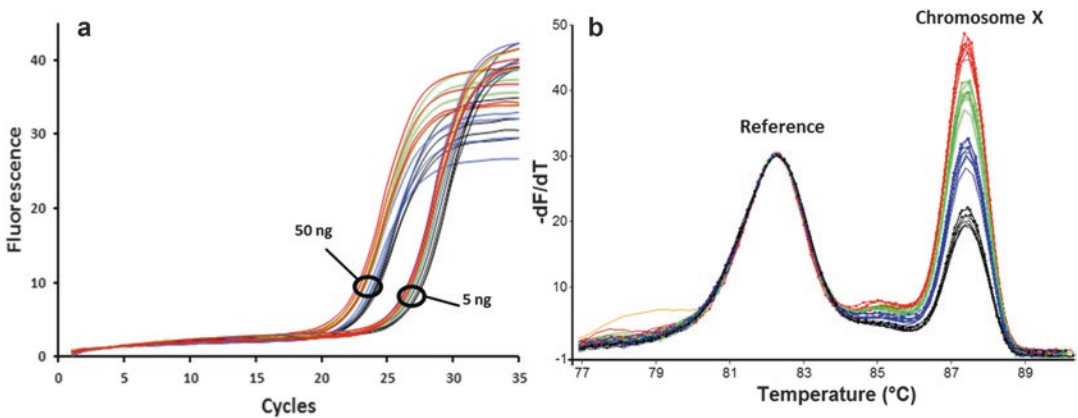 a
Fluorescence
40
30
20
10
0
50 ng
5 ng
0 5 10 15 20 25 30 35
Cycles
b
Chromosome X
Reference
-dF/dT
50
40
30
20
10
-1
77 79 81 83 85 87 89
Temperature (°C)